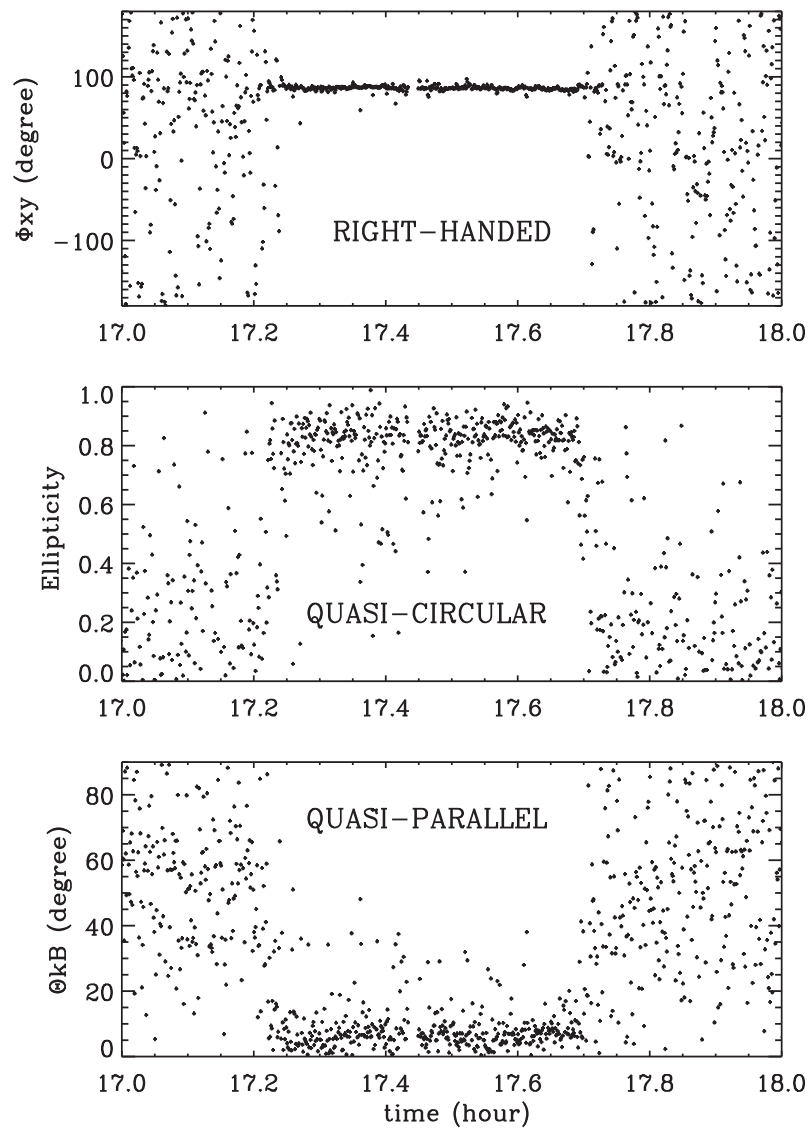 Φxy (degree)
100
0
−100
RIGHT−HANDED
17.0 17.2 17.4 17.6 17.8 18.0
Ellipticity
1.0
0.8
0.6
0.4
0.2
0.0
QUASI−CIRCULAR
17.0 17.2 17.4 17.6 17.8 18.0
ΘkB (degree)
80
60
40
20
0
QUASI−PARALLEL
17.0 17.2 17.4 17.6 17.8 18.0
time (hour)